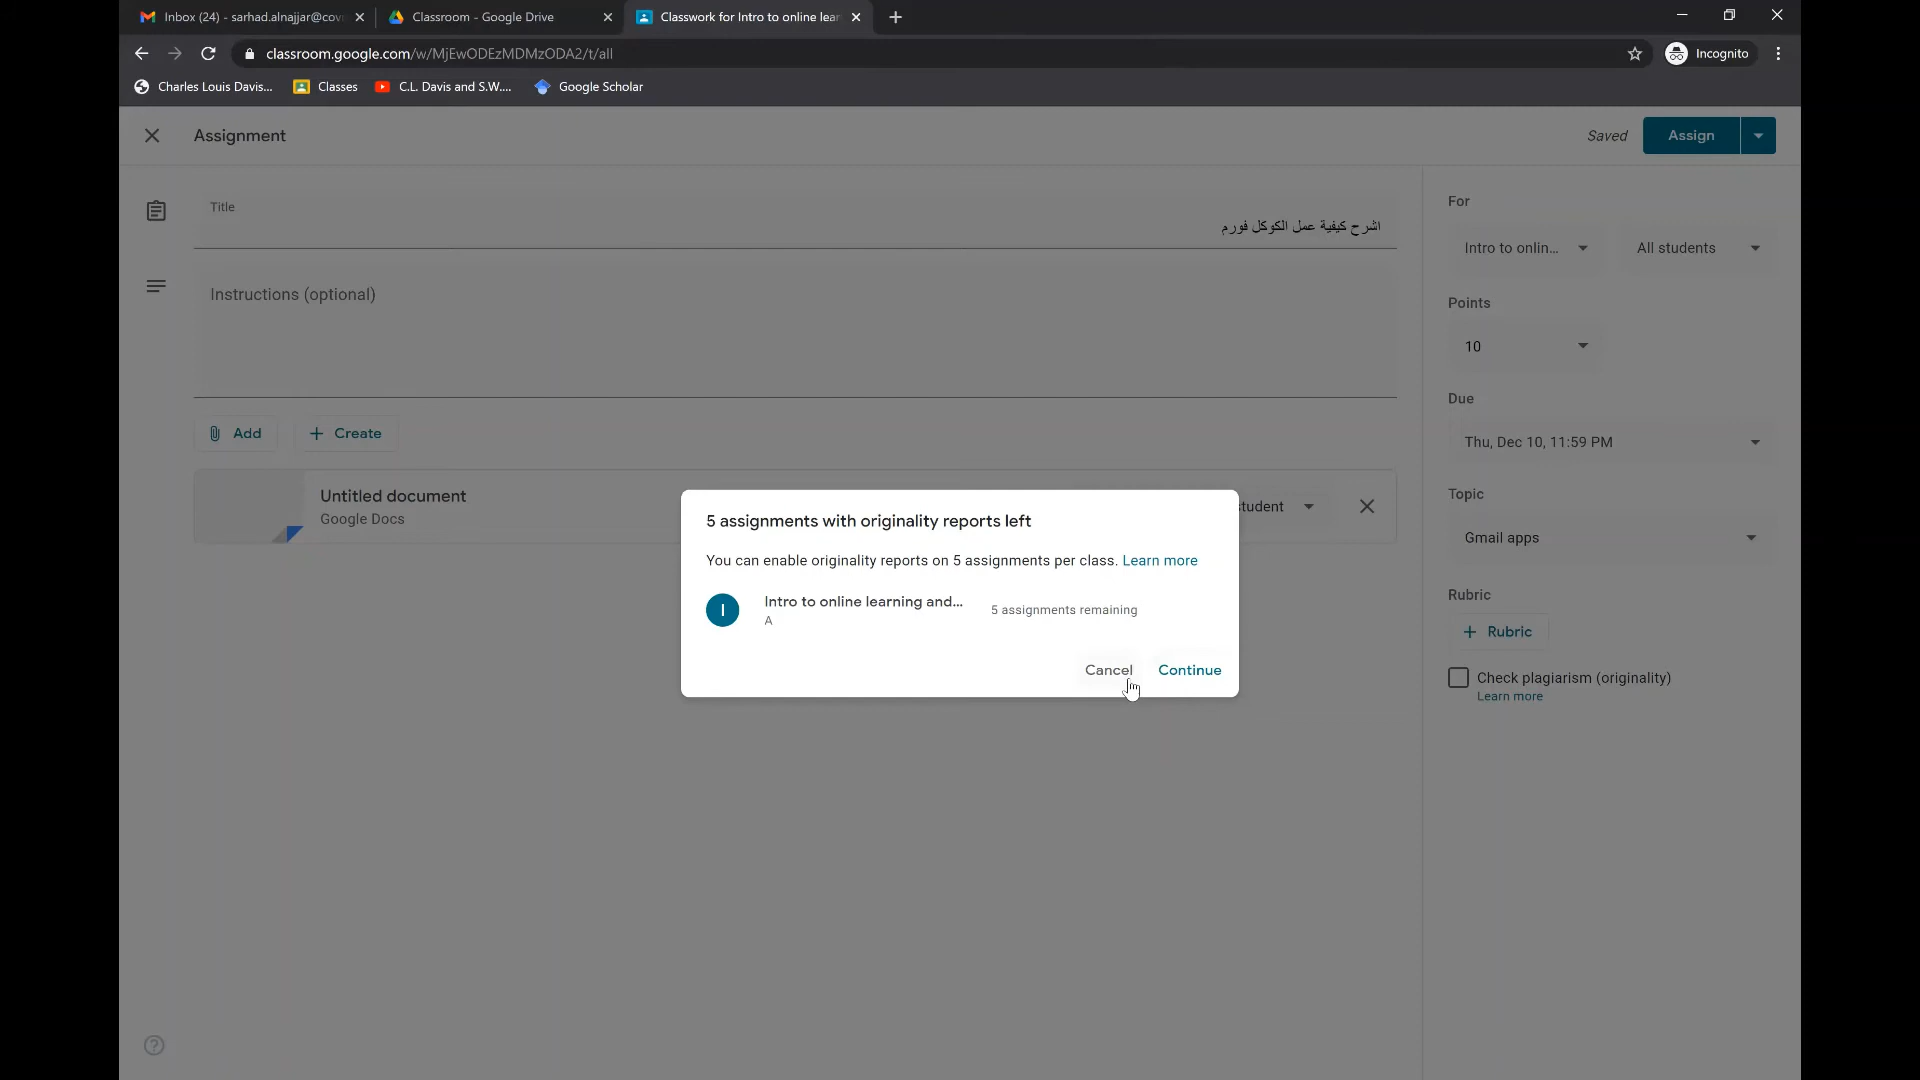 Inbox (24) - sarhad.alnajjar@cov
Classroom - Google Drive
Classwork for Intro to online lear
classroom.google.com/w/MjEwODEzMDMzODA2/t/all
Incognito
Charles Louis Davis...
Classes
C.L. Davis and S.W....
Google Scholar
Assignment
Saved
Assign
Title
اشرح كيفية عمل الكوكل فورم
Instructions (optional)
Add
Create
Untitled document
Google Docs
student
5 assignments with originality reports left
You can enable originality reports on 5 assignments per class. Learn more
I
Intro to online learning and...
A
5 assignments remaining
Cancel
Continue
For
Intro to onlin...
All students
Points
10
Due
Thu, Dec 10, 11:59 PM
Topic
Gmail apps
Rubric
Rubric
Check plagiarism (originality)
Learn more